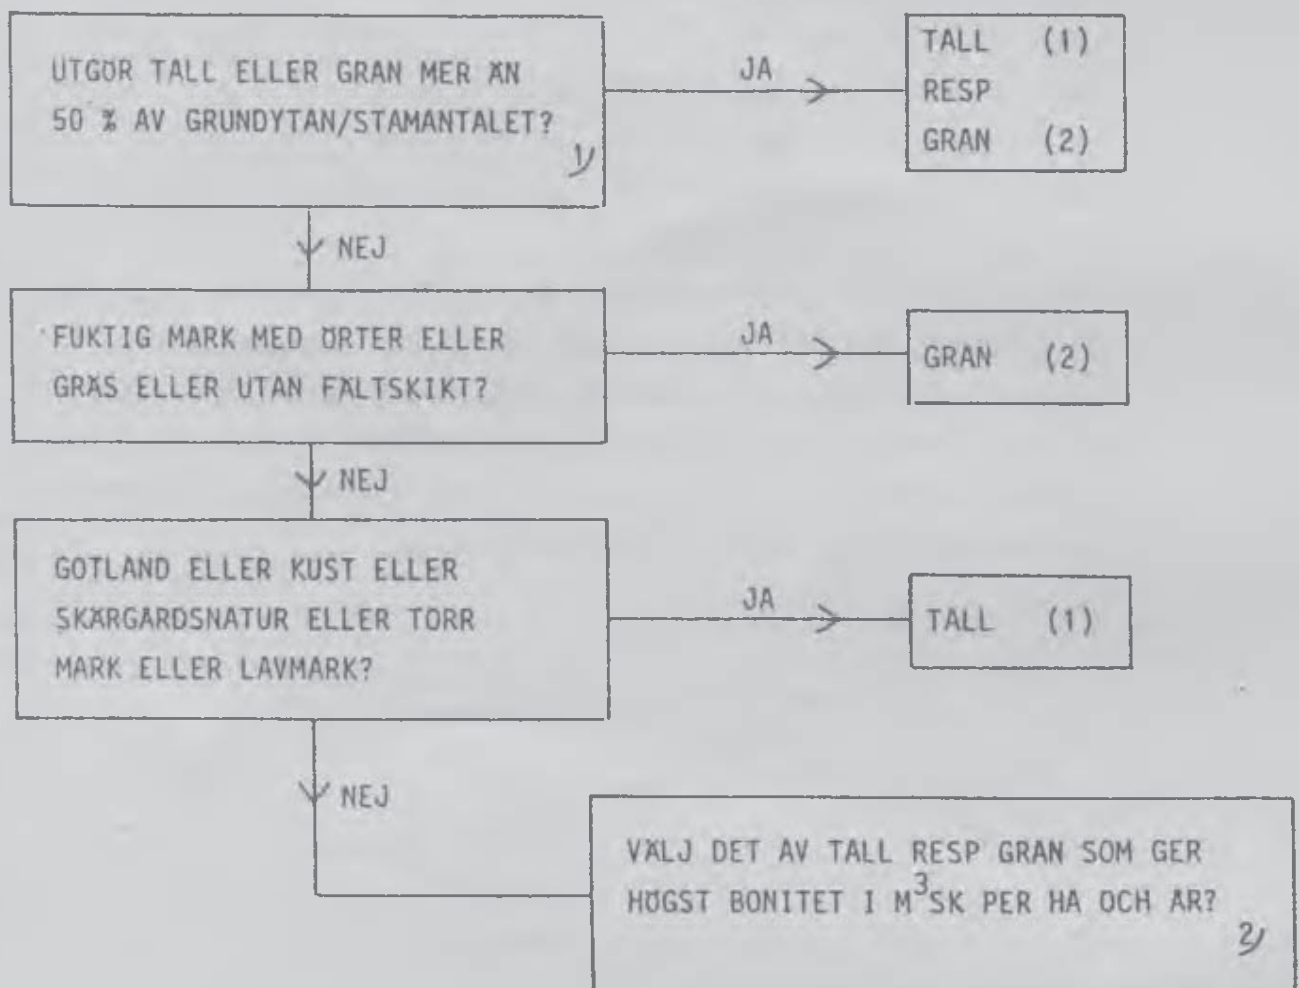 UTGÖR TALL ELLER GRAN MER ÄN
50 % AV GRUNDYTAN/STAMANTALET?
1)
JA
TALL (1)
RESP
GRAN (2)
NEJ
FUKTIG MARK MED ÖRTER ELLER
GRÄS ELLER UTAN FÄLTSKIKT?
JA
GRAN (2)
NEJ
GOTLAND ELLER KUST ELLER
SKÄRGÅRDSNATUR ELLER TORR
MARK ELLER LAVMARK?
JA
TALL (1)
NEJ
VÄLJ DET AV TALL RESP GRAN SOM GER
HÖGST BONITET I M³SK PER HA OCH ÅR?
2)